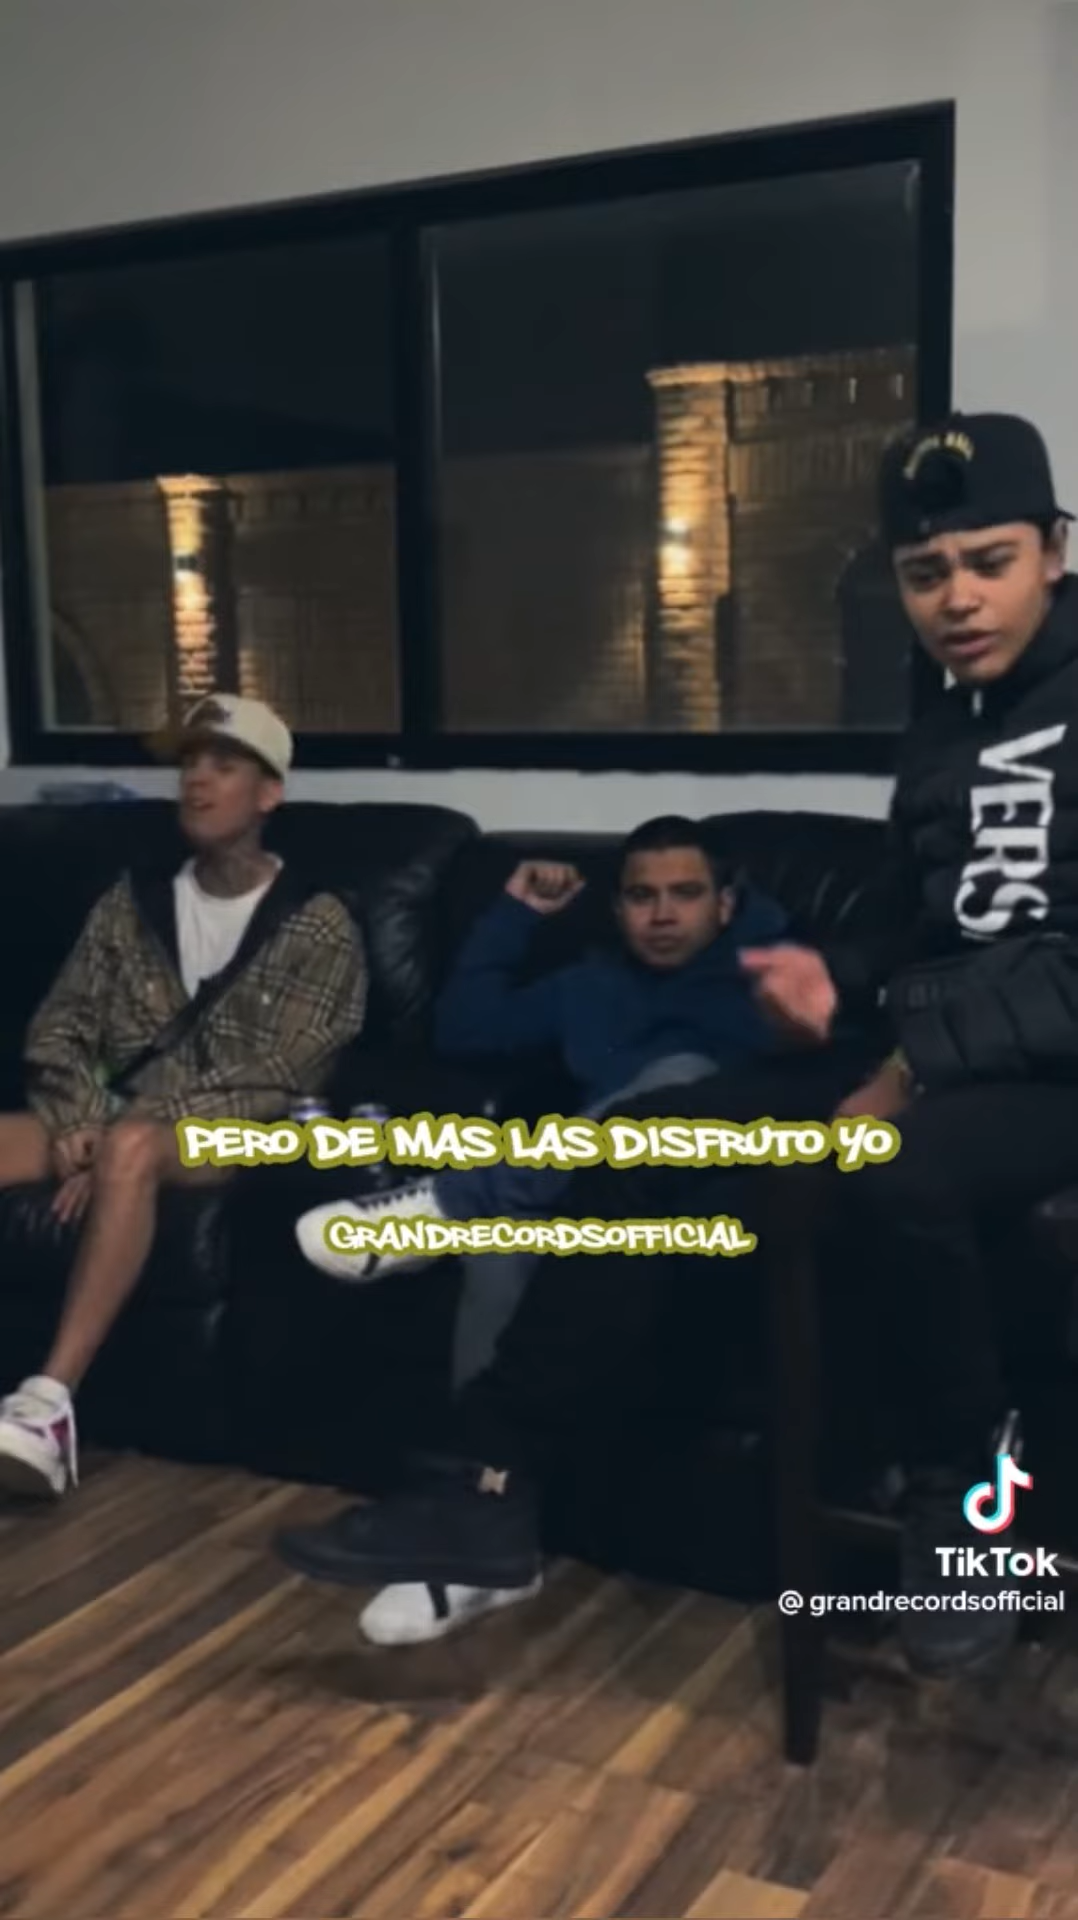 VERS
PERO DE MAS LAS DISFRUTO YO
GRANDRECORDSOFFICIAL
TikTok
@ grandrecordsofficial